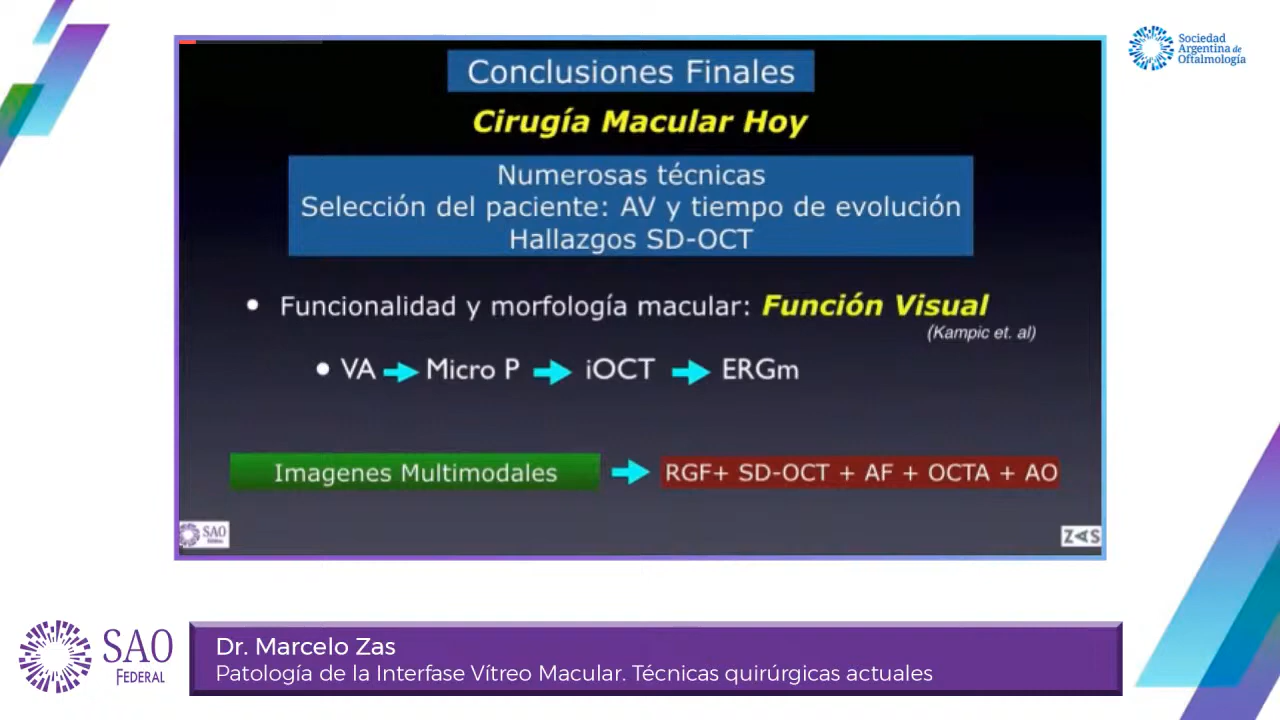 Sociedad
Argentina de
Oftalmología
Conclusiones Finales
Cirugía Macular Hoy
Numerosas técnicas
Selección del paciente: AV y tiempo de evolución
Hallazgos SD-OCT
Funcionalidad y morfología macular: Función Visual
(Kampic et. al)
VA Micro P iOCT ERGm
Imagenes Multimodales RGF+ SD-OCT + AF + OCTA + AO
SAO
ZAS
SAO
FEDERAL
Dr. Marcelo Zas
Patología de la Interfase Vítreo Macular. Técnicas quirúrgicas actuales